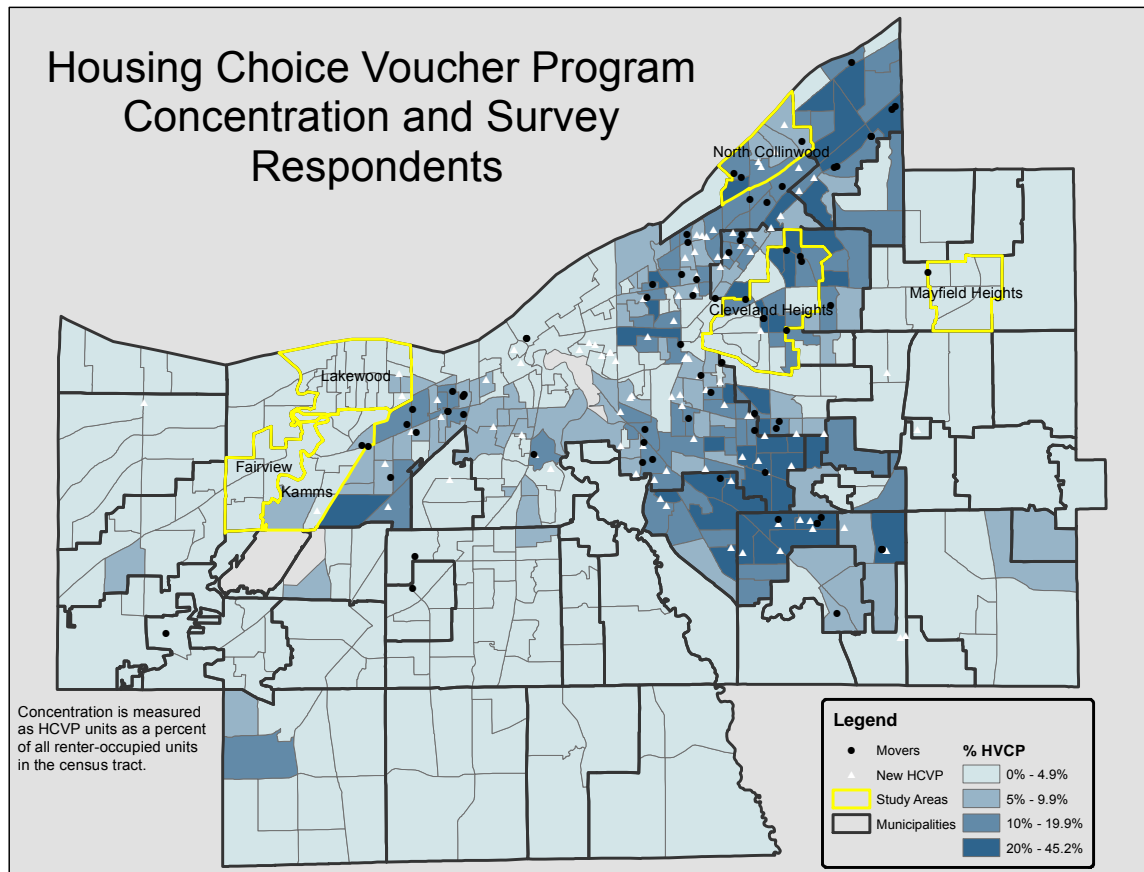 Housing Choice Voucher Program
Concentration and Survey
Respondents
North Collinwood
Mayfield Heights
Cleveland Heights
Lakewood
Fairview
Kamms
Concentration is measured
as HCVP units as a percent
of all renter-occupied units
in the census tract.
Legend
Movers
New HCVP
Study Areas
Municipalities
% HVCP
0% - 4.9%
5% - 9.9%
10% - 19.9%
20% - 45.2%